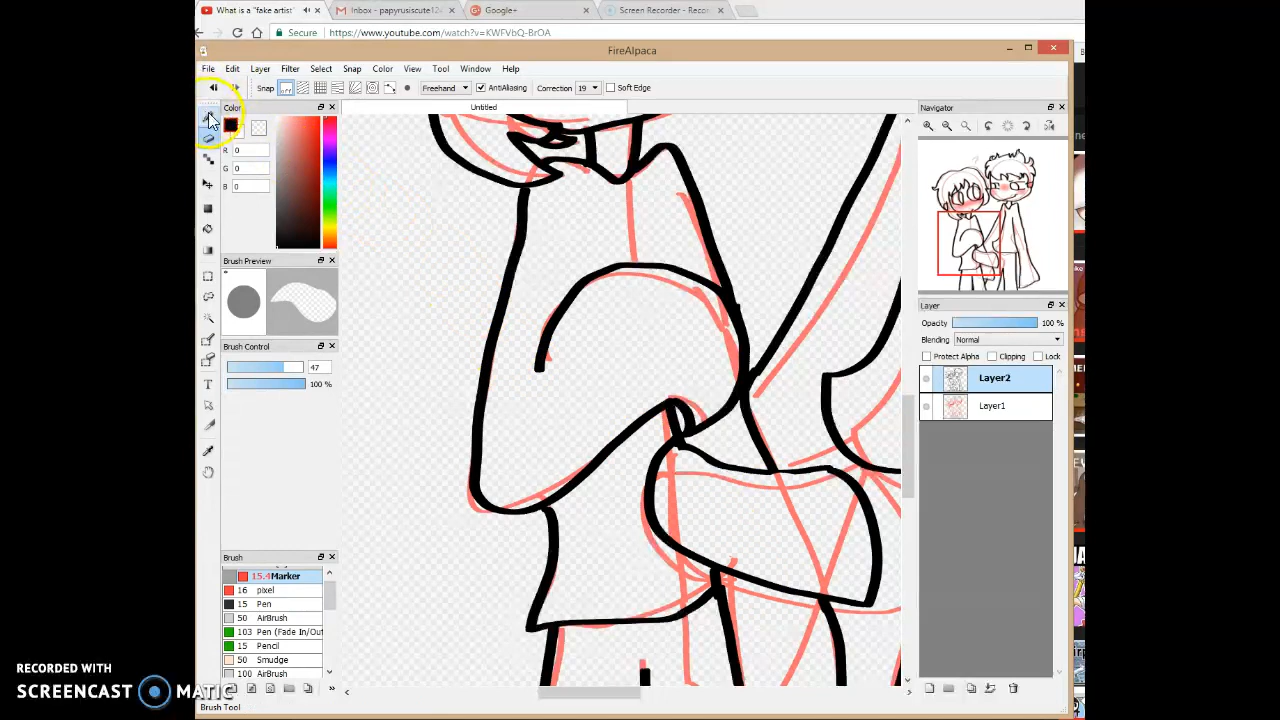 What is a "fake artist"
Inbox - papyrusiscute12
Google+
Screen Recorder - Reco
Secure
https://www.youtube.com/watch?v=KWFVbQ-BrOA
FireAlpaca
File Edit Layer Filter Select Snap Color View Tool Window Help
Snap off Freehand AntiAliasing Correction 19 Soft Edge
Color
Untitled
Navigator
R 0
G 0
B 0
Brush Preview
Brush Control
47
100 %
Layer
Opacity 100 %
Blending Normal
Protect Alpha Clipping Lock
Layer2
Layer1
Brush
15.4 Marker
16 pixel
15 Pen
50 AirBrush
103 Pen (Fade In/Out
15 Pencil
50 Smudge
100 AirBrush
Brush Tool
RECORDED WITH
SCREENCAST MATIC